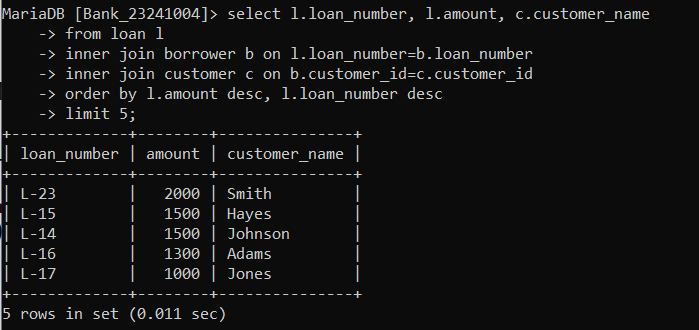 MariaDB [Bank_23241004]> select l.loan_number, l.amount, c.customer_name
    -> from loan l
    -> inner join borrower b on l.loan_number=b.loan_number
    -> inner join customer c on b.customer_id=c.customer_id
    -> order by l.amount desc, l.loan_number desc
    -> limit 5;
+-------------+--------+---------------+
| loan_number | amount | customer_name |
+-------------+--------+---------------+
| L-23        |   2000 | Smith         |
| L-15        |   1500 | Hayes         |
| L-14        |   1500 | Johnson       |
| L-16        |   1300 | Adams         |
| L-17        |   1000 | Jones         |
+-------------+--------+---------------+
5 rows in set (0.011 sec)